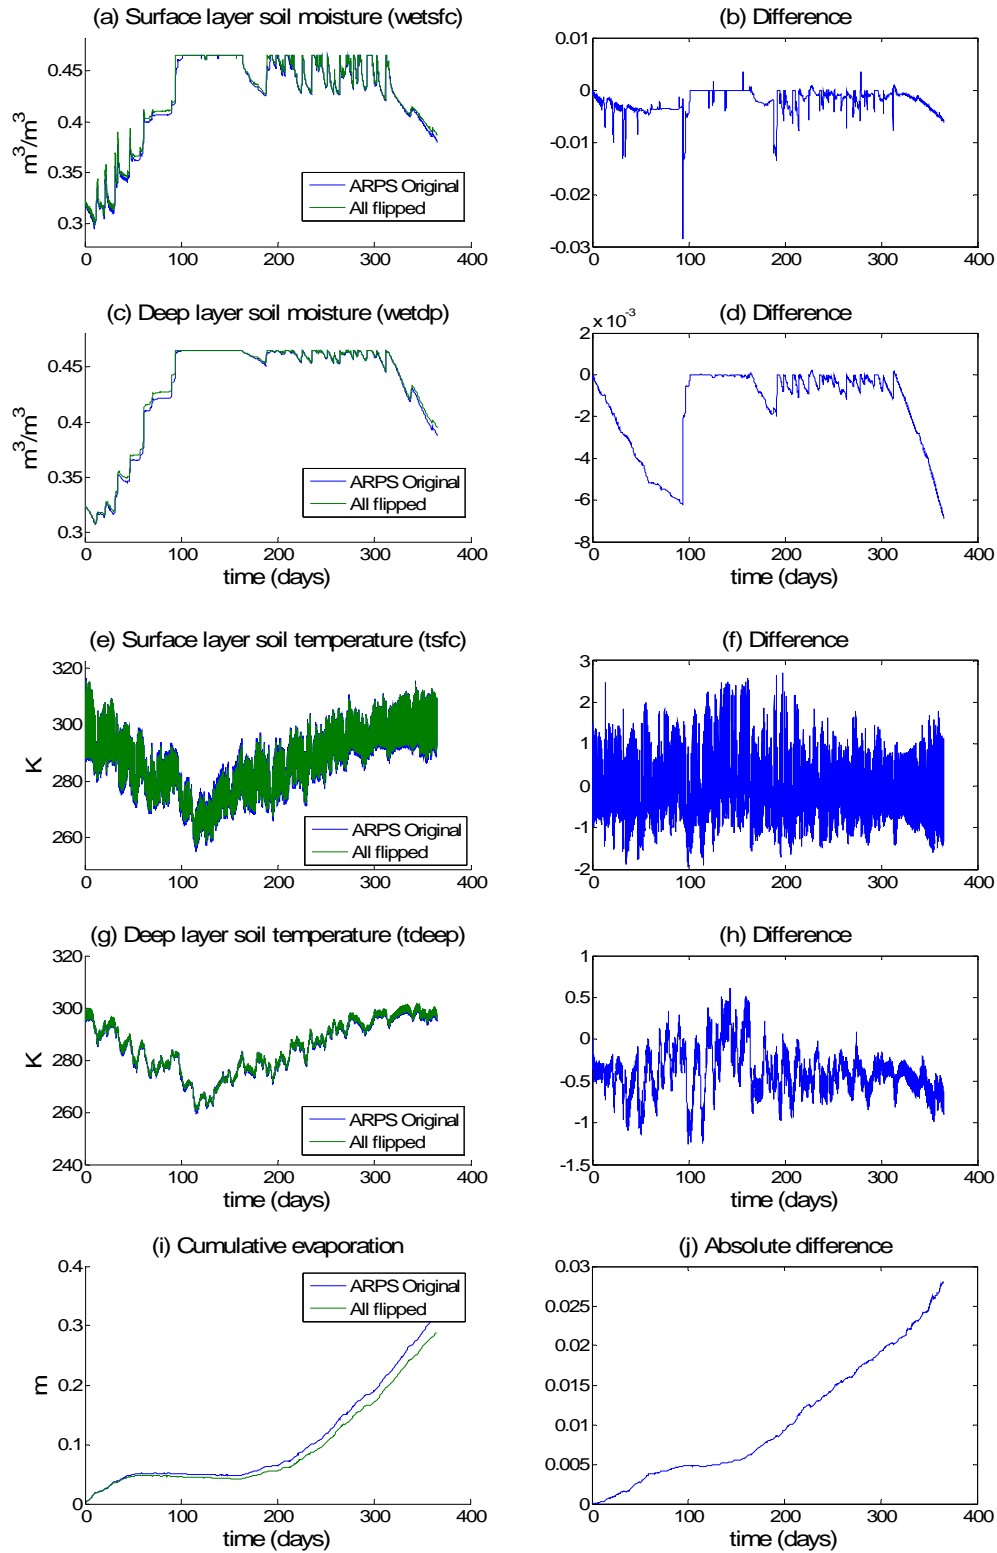 (a) Surface layer soil moisture (wetsfc)
m³/m³
0.45
0.4
0.35
0.3
0 100 200 300 400
ARPS Original
All flipped
(b) Difference
0.01
0
-0.01
-0.02
-0.03
0 100 200 300 400
(c) Deep layer soil moisture (wetdp)
m³/m³
0.45
0.4
0.35
0.3
0 100 200 300 400
ARPS Original
All flipped
time (days)
(d) Difference
x 10⁻³
2
0
-2
-4
-6
-8
0 100 200 300 400
time (days)
(e) Surface layer soil temperature (tsfc)
K
320
300
280
260
0 100 200 300 400
ARPS Original
All flipped
(f) Difference
3
2
1
0
-1
-2
0 100 200 300 400
(g) Deep layer soil temperature (tdeep)
K
320
300
280
260
240
0 100 200 300 400
ARPS Original
All flipped
time (days)
(h) Difference
1
0.5
0
-0.5
-1
-1.5
0 100 200 300 400
time (days)
(i) Cumulative evaporation
m
0.4
0.3
0.2
0.1
0
0 100 200 300 400
ARPS Original
All flipped
time (days)
(j) Absolute difference
0.03
0.025
0.02
0.015
0.01
0.005
0
0 100 200 300 400
time (days)